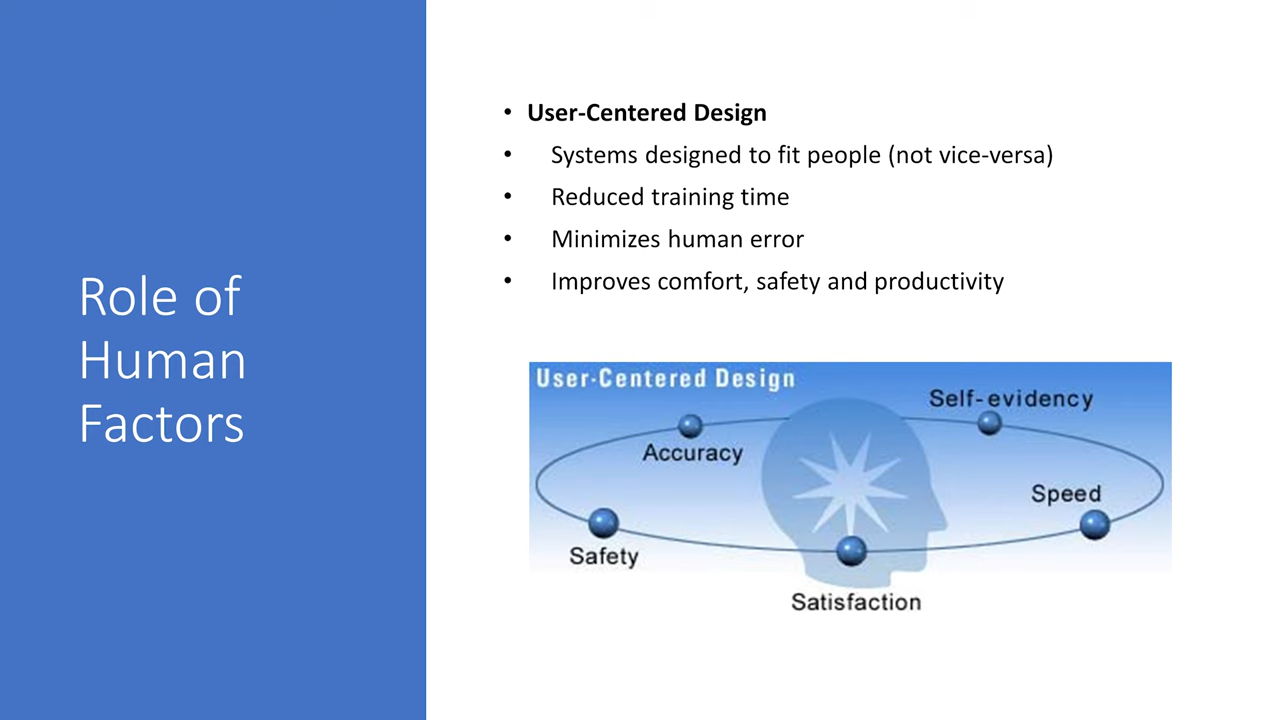 Role of
Human
Factors
• User-Centered Design
• Systems designed to fit people (not vice-versa)
• Reduced training time
• Minimizes human error
• Improves comfort, safety and productivity
User-Centered Design
Self-evidency
Accuracy
Speed
Safety
Satisfaction